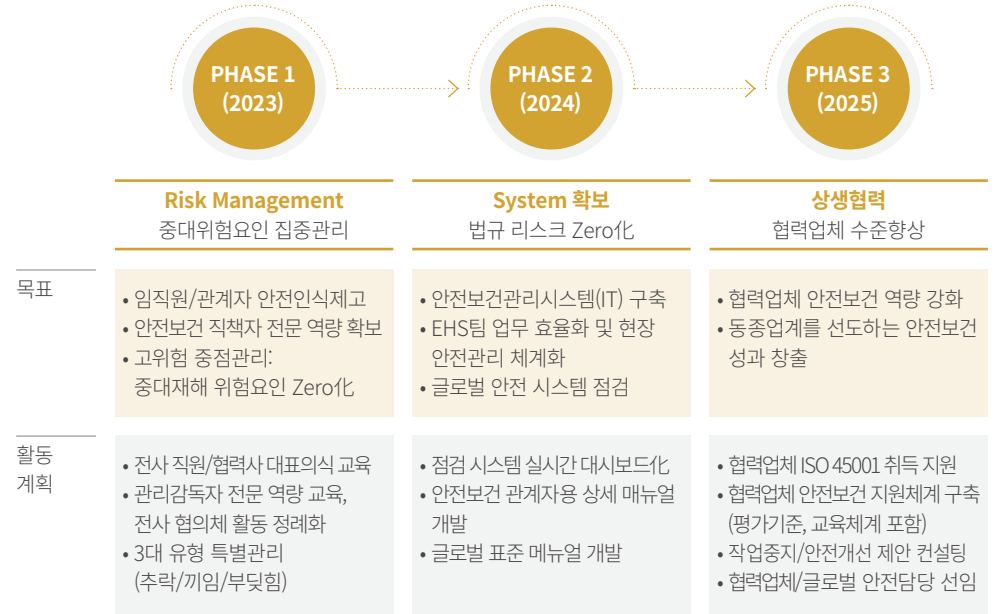 PHASE 1
(2023)
PHASE 2
(2024)
PHASE 3
(2025)
Risk Management
중대위험요인 집중관리
System 확보
법규 리스크 Zero化
상생협력
협력업체 수준향상
목표
• 임직원/관계자 안전인식제고
• 안전보건 직책자 전문 역량 확보
• 고위험 중점관리:
중대재해 위험요인 Zero化
• 안전보건관리시스템(IT) 구축
• EHS팀 업무 효율화 및 현장
안전관리 체계화
• 글로벌 안전 시스템 점검
• 협력업체 안전보건 역량 강화
• 동종업계를 선도하는 안전보건
성과 창출
활동
계획
• 전사 직원/협력사 대표의식 교육
• 관리감독자 전문 역량 교육,
전사 협의체 활동 정례화
• 3대 유형 특별관리
(추락/끼임/부딪힘)
• 점검 시스템 실시간 대시보드化
• 안전보건 관계자용 상세 매뉴얼
개발
• 글로벌 표준 메뉴얼 개발
• 협력업체 ISO 45001 취득 지원
• 협력업체 안전보건 지원체계 구축
(평가기준, 교육체계 포함)
• 작업중지/안전개선 제안 컨설팅
• 협력업체/글로벌 안전담당 선임